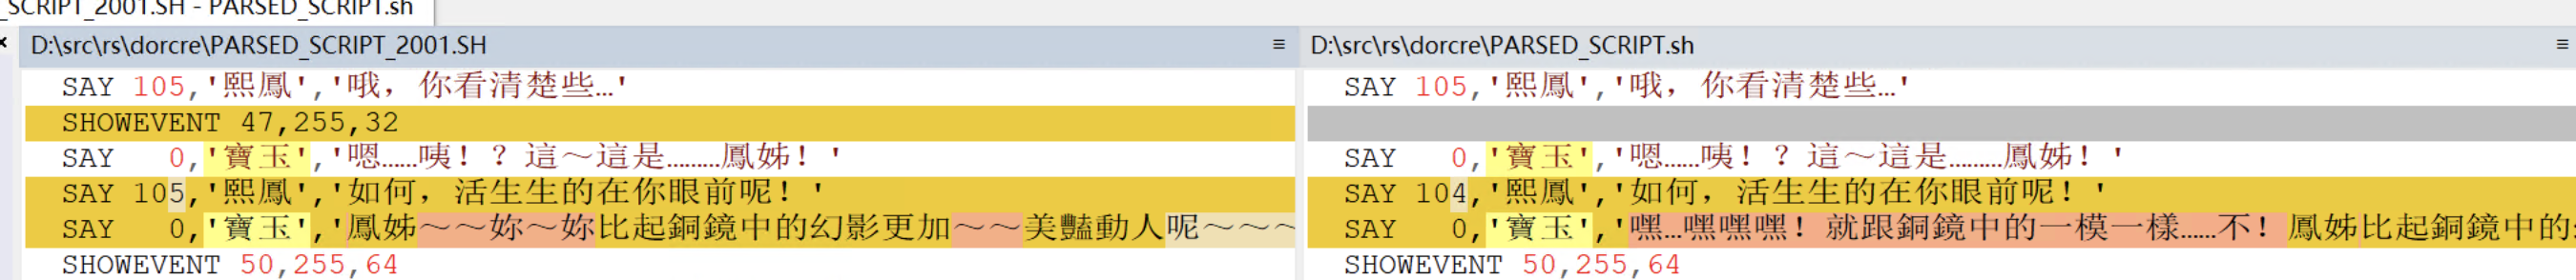 _SCRIPT_2001.SH - PARSED_SCRIPT.sh
D:\src\rs\dorcre\PARSED_SCRIPT_2001.SH
SAY 105,'熙鳳','哦，你看清楚些…'
SHOWEVENT 47,255,32
SAY 0,'寶玉','嗯……咦！？這～這是………鳳姊！'
SAY 105,'熙鳳','如何，活生生的在你眼前呢！'
SAY 0,'寶玉','鳳姊～～妳～妳比起銅鏡中的幻影更加～～美豔動人呢～～～
SHOWEVENT 50,255,64
D:\src\rs\dorcre\PARSED_SCRIPT.sh
SAY 105,'熙鳳','哦，你看清楚些…'
SAY 0,'寶玉','嗯……咦！？這～這是………鳳姊！'
SAY 104,'熙鳳','如何，活生生的在你眼前呢！'
SAY 0,'寶玉','嘿…嘿嘿嘿！就跟銅鏡中的一模一樣……不！鳳姊比起銅鏡中的
SHOWEVENT 50,255,64